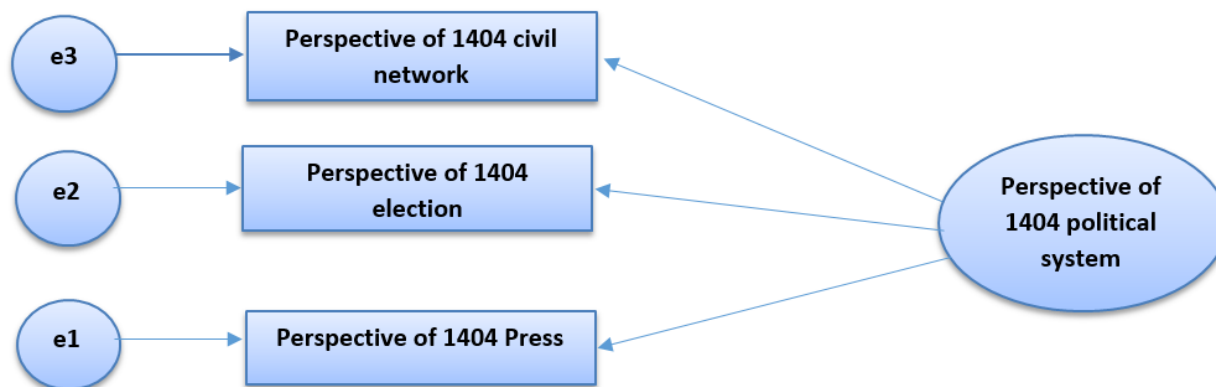 e3
Perspective of 1404 civil
network
e2
Perspective of 1404
election
Perspective of
1404 political
system
e1
Perspective of 1404 Press